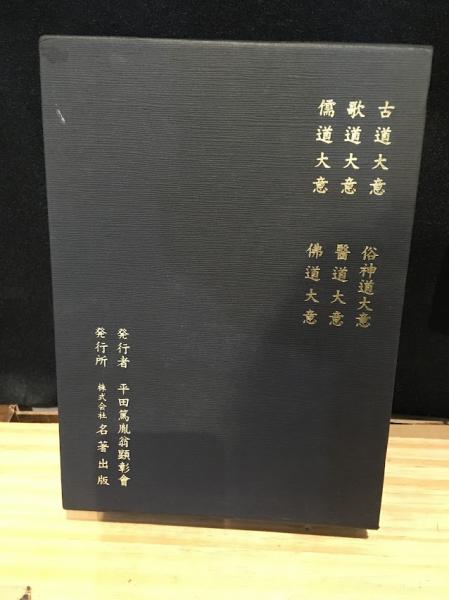 古道大意
歌道大意
儒道大意
俗神道大意
醫道大意
佛道大意
発行者 平田篤胤翁顕彰會
発行所 株式会社 名著出版